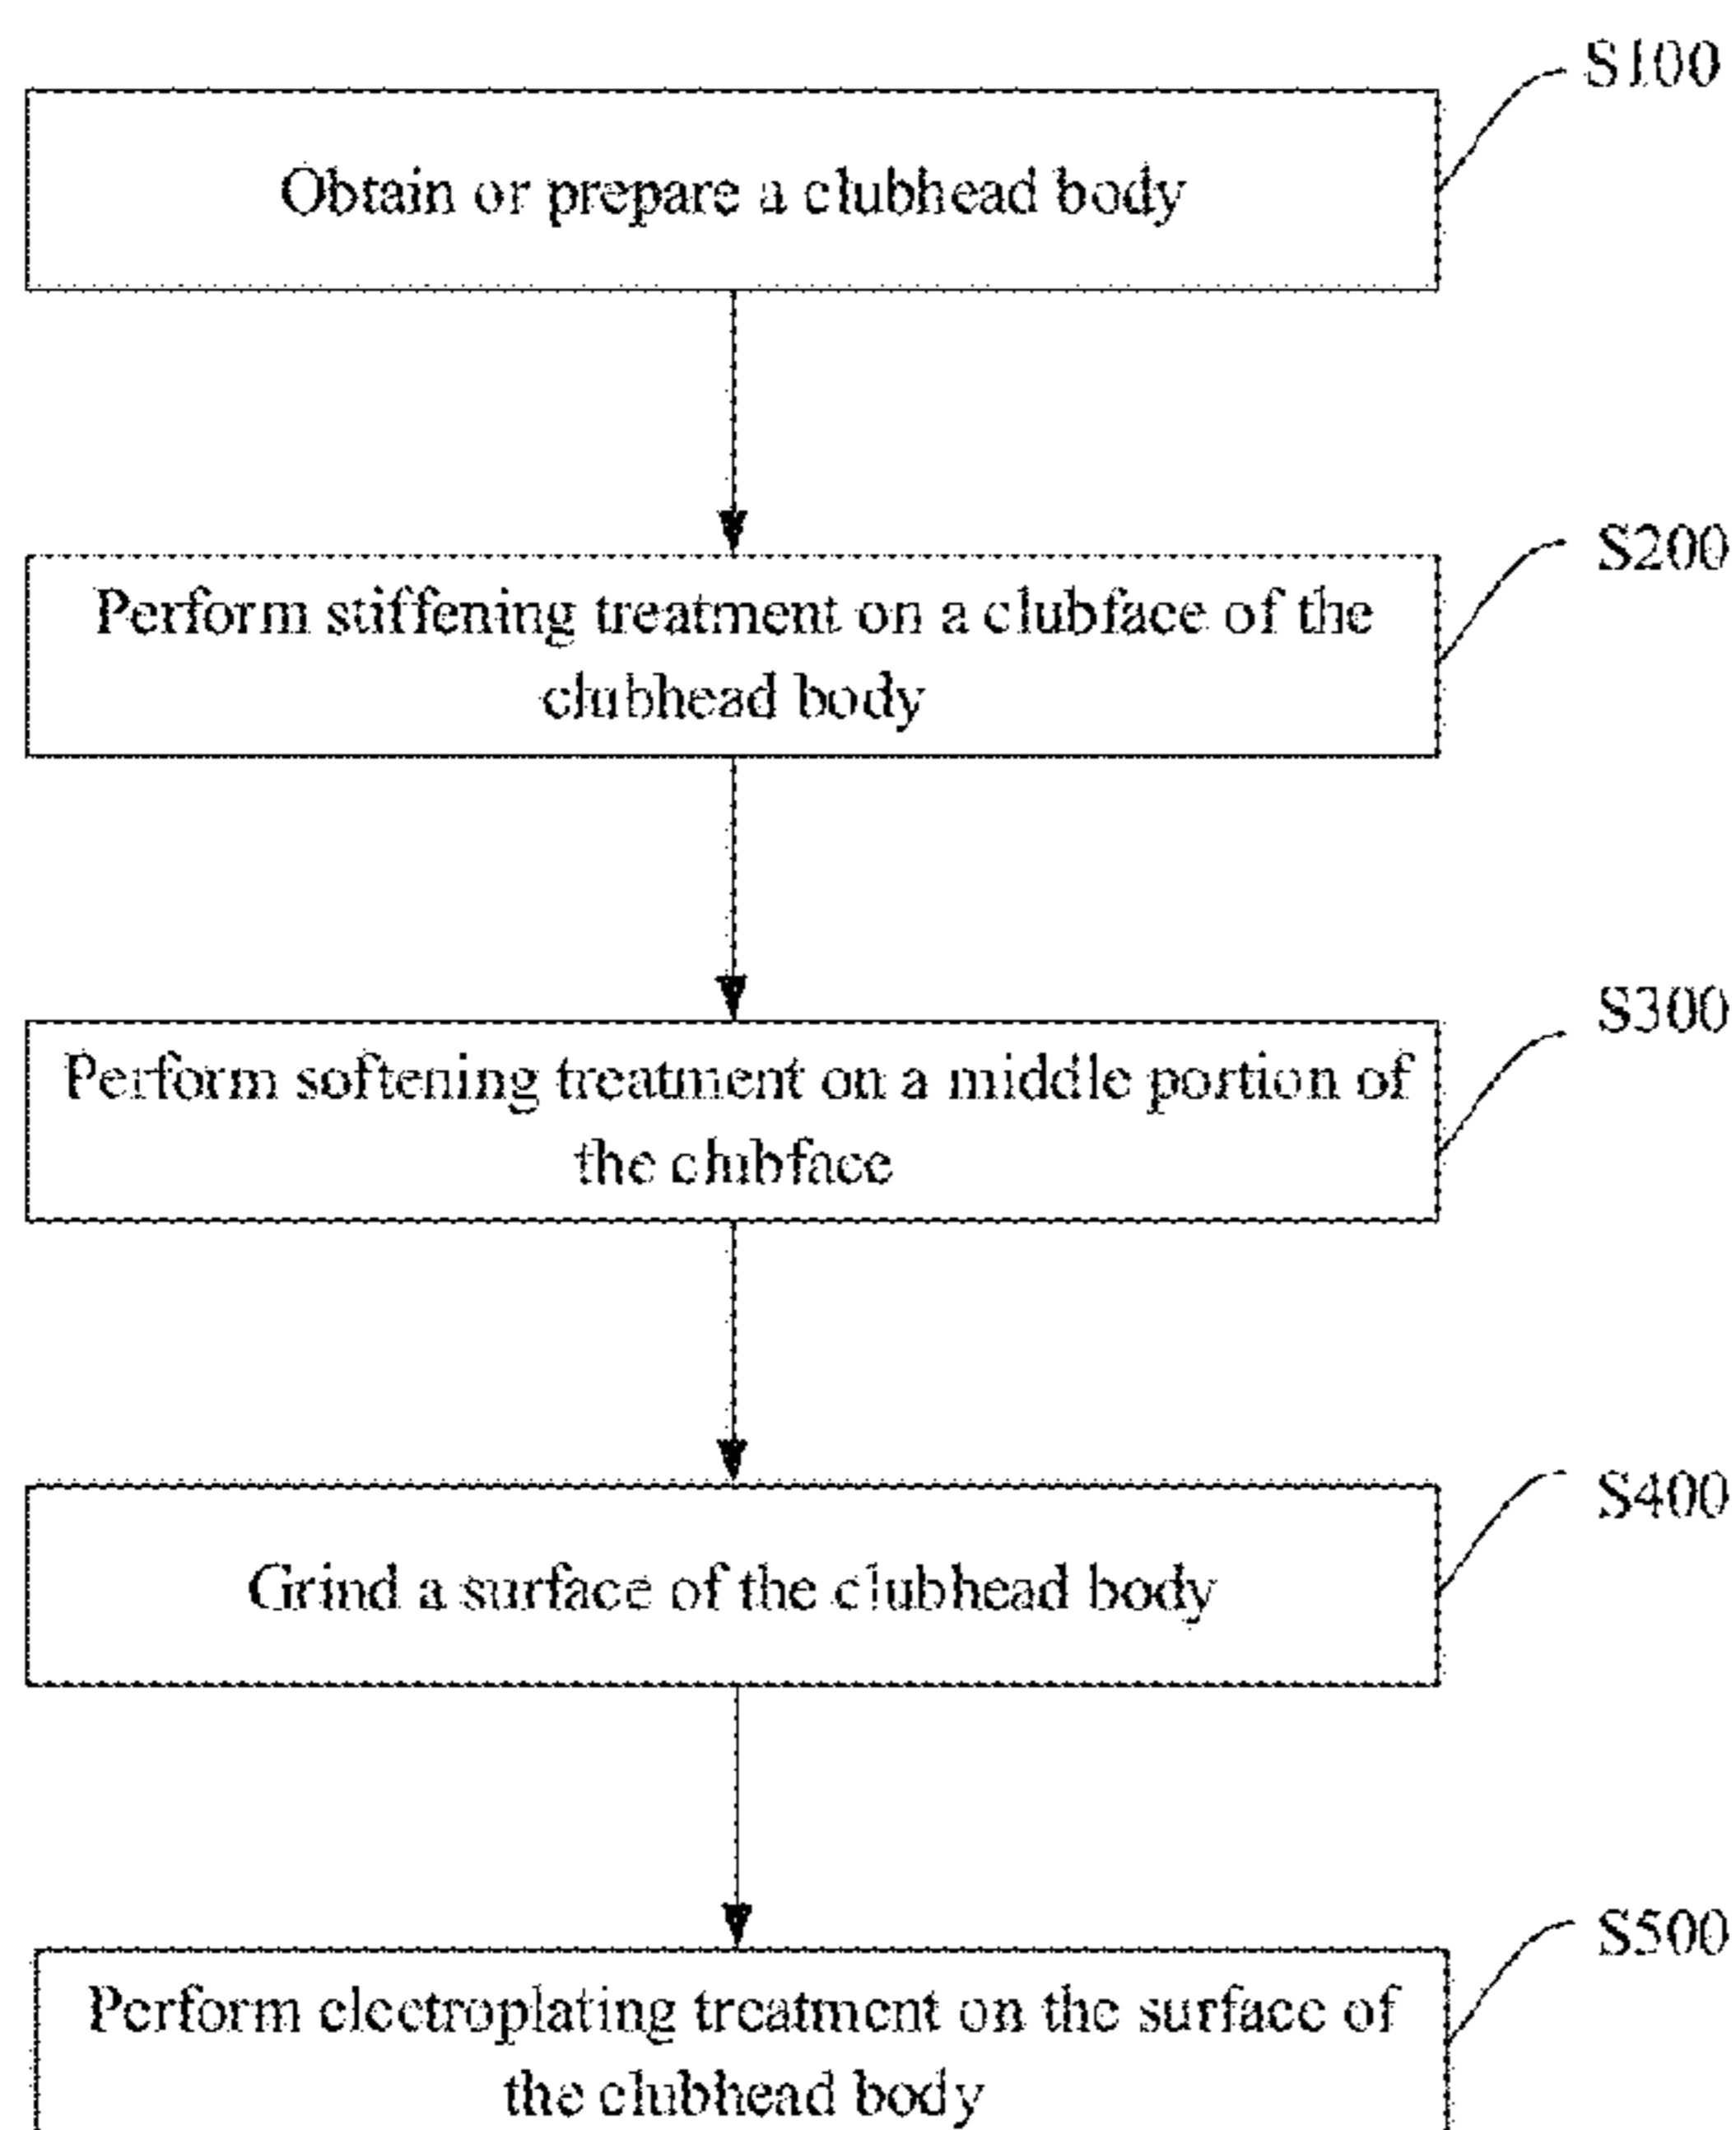 S100
Obtain or prepare a clubhead body
S200
Perform stiffening treatment on a clubface of the
clubhead body
S300
Perform softening treatment on a middle portion of
the clubface
S400
Grind a surface of the clubhead body
S500
Perform electroplating treatment on the surface of
the clubhead body